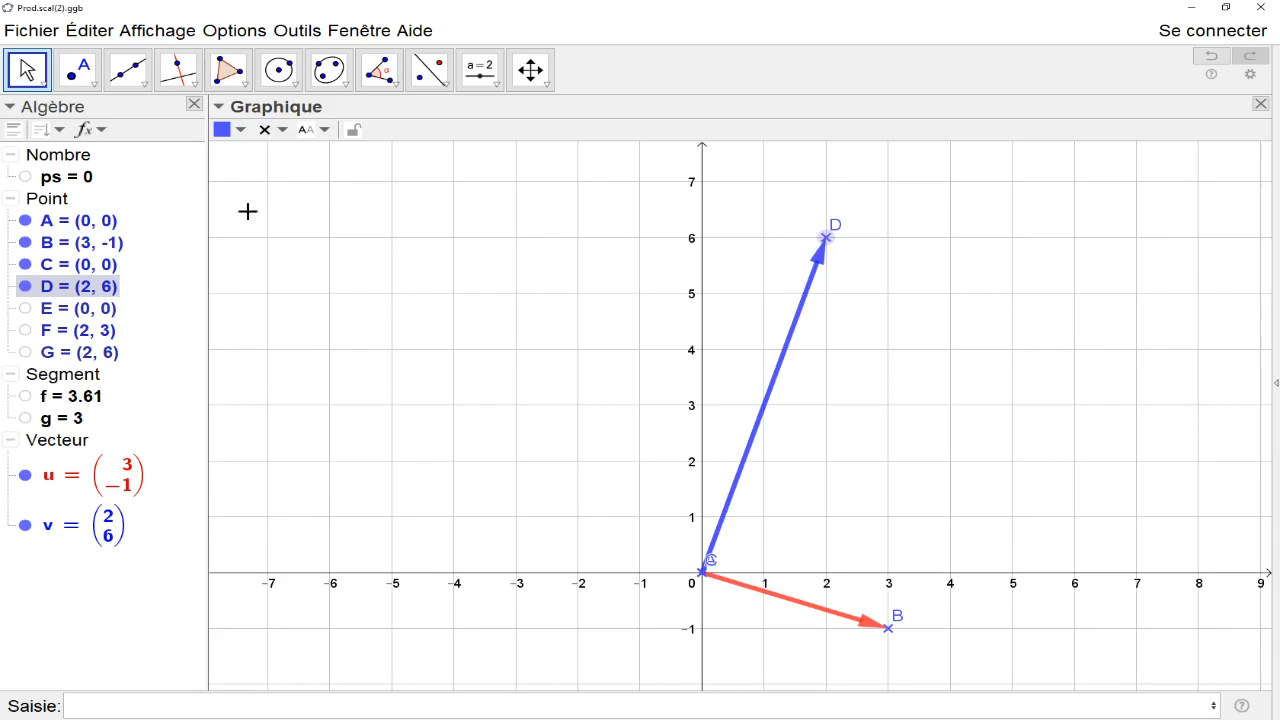 Prod.scal(2).ggb
Fichier Éditer Affichage Options Outils Fenêtre Aide
Se connecter
A
α
a = 2
Algèbre
Graphique
fx
AA
Nombre
ps = 0
Point
A = (0, 0)
B = (3, -1)
C = (0, 0)
D = (2, 6)
E = (0, 0)
F = (2, 3)
G = (2, 6)
Segment
f = 3.61
g = 3
Vecteur
u = (3
−1)
v = (2
6)
7
D
6
5
4
3
2
1
−7 −6 −5 −4 −3 −2 −1 0 1 2 3 4 5 6 7 8 9
B
−1
Saisie: